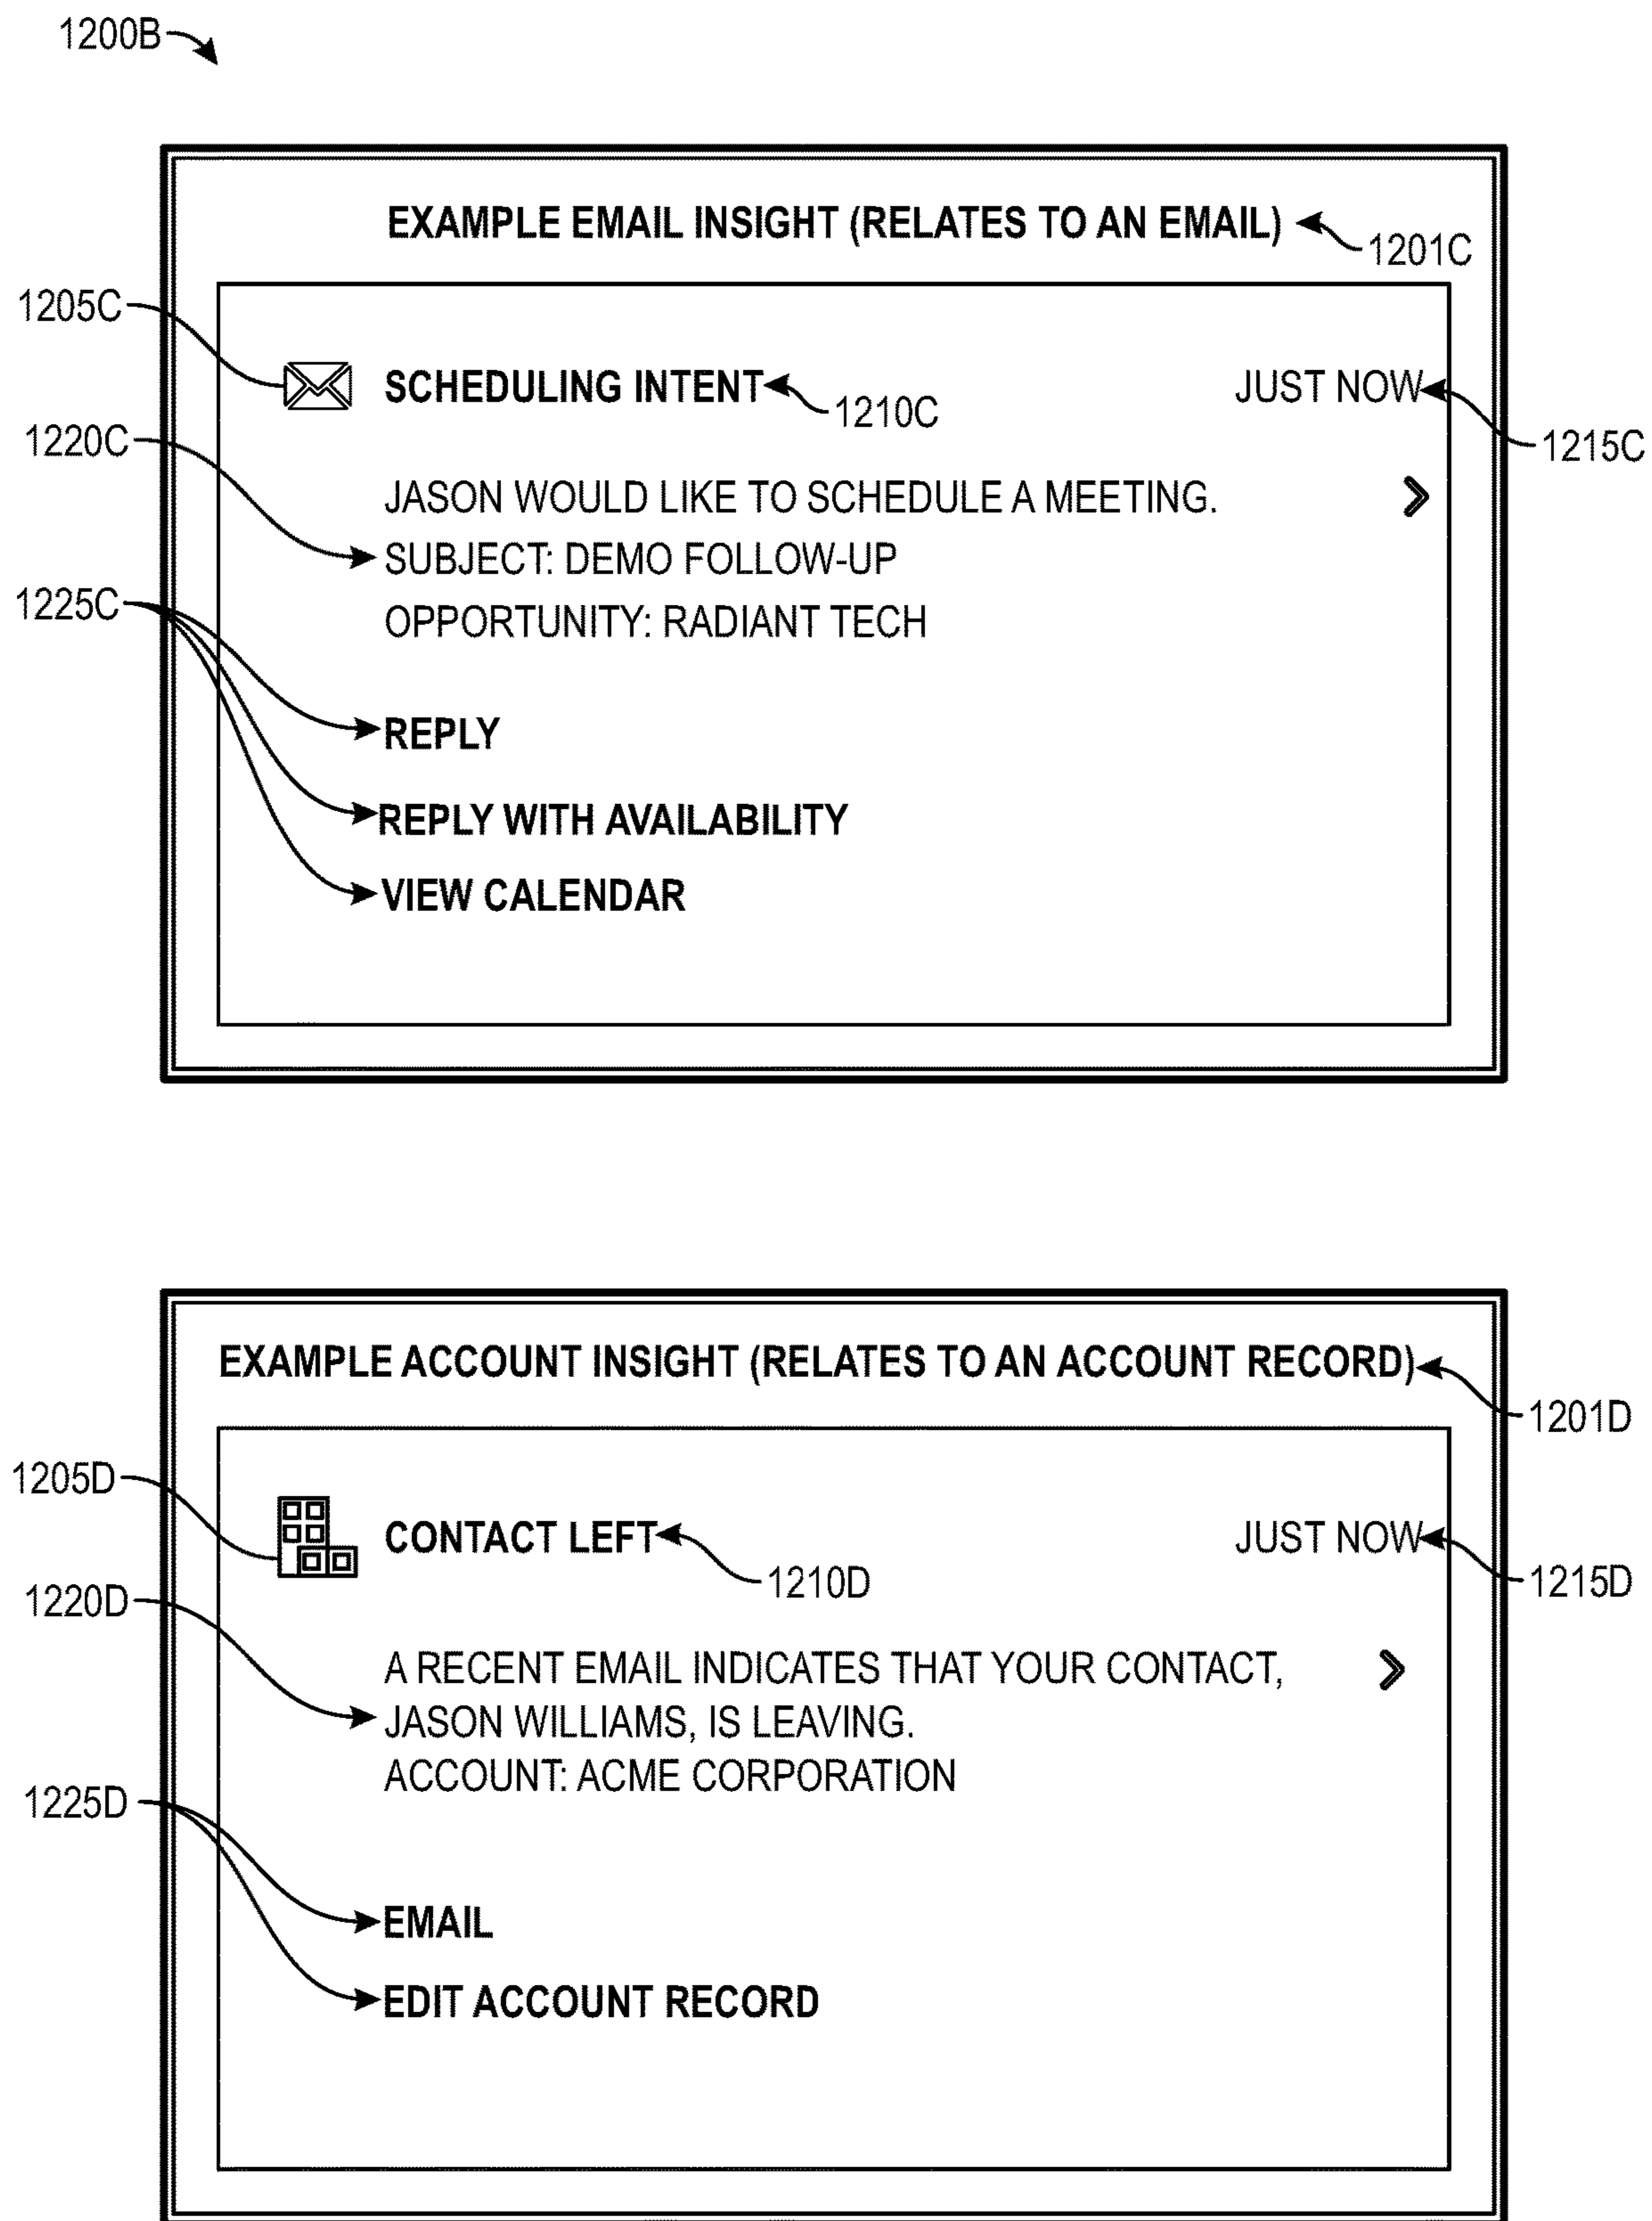 1200B
EXAMPLE EMAIL INSIGHT (RELATES TO AN EMAIL)
1201C
1205C
SCHEDULING INTENT
JUST NOW
1210C
1215C
1220C
JASON WOULD LIKE TO SCHEDULE A MEETING.
SUBJECT: DEMO FOLLOW-UP
1225C
OPPORTUNITY: RADIANT TECH
REPLY
REPLY WITH AVAILABILITY
VIEW CALENDAR
EXAMPLE ACCOUNT INSIGHT (RELATES TO AN ACCOUNT RECORD)
1201D
1205D
CONTACT LEFT
JUST NOW
1210D
1215D
1220D
A RECENT EMAIL INDICATES THAT YOUR CONTACT,
JASON WILLIAMS, IS LEAVING.
ACCOUNT: ACME CORPORATION
1225D
EMAIL
EDIT ACCOUNT RECORD